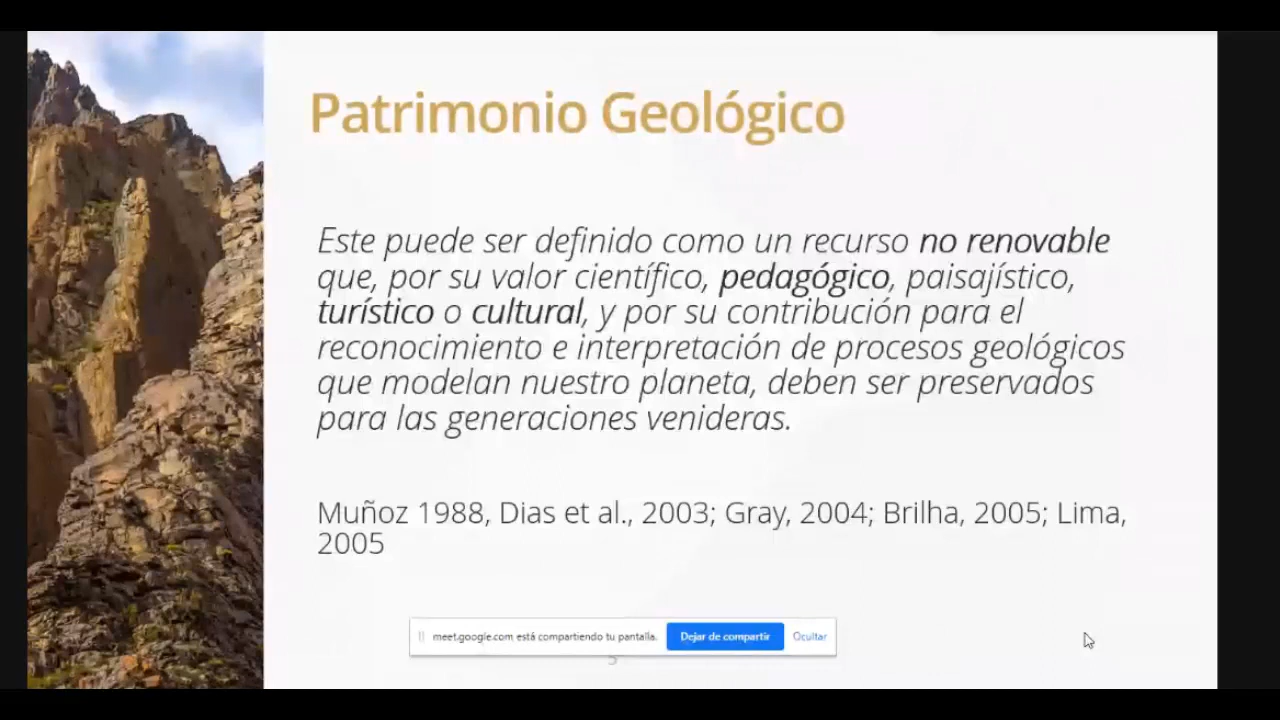 Patrimonio Geológico
Este puede ser definido como un recurso no renovable
que, por su valor científico, pedagógico, paisajístico,
turístico o cultural, y por su contribución para el
reconocimiento e interpretación de procesos geológicos
que modelan nuestro planeta, deben ser preservados
para las generaciones venideras.
Muñoz 1988, Dias et al., 2003; Gray, 2004; Brilha, 2005; Lima,
2005
meet.google.com está compartiendo tu pantalla. Dejar de compartir Ocultar
5